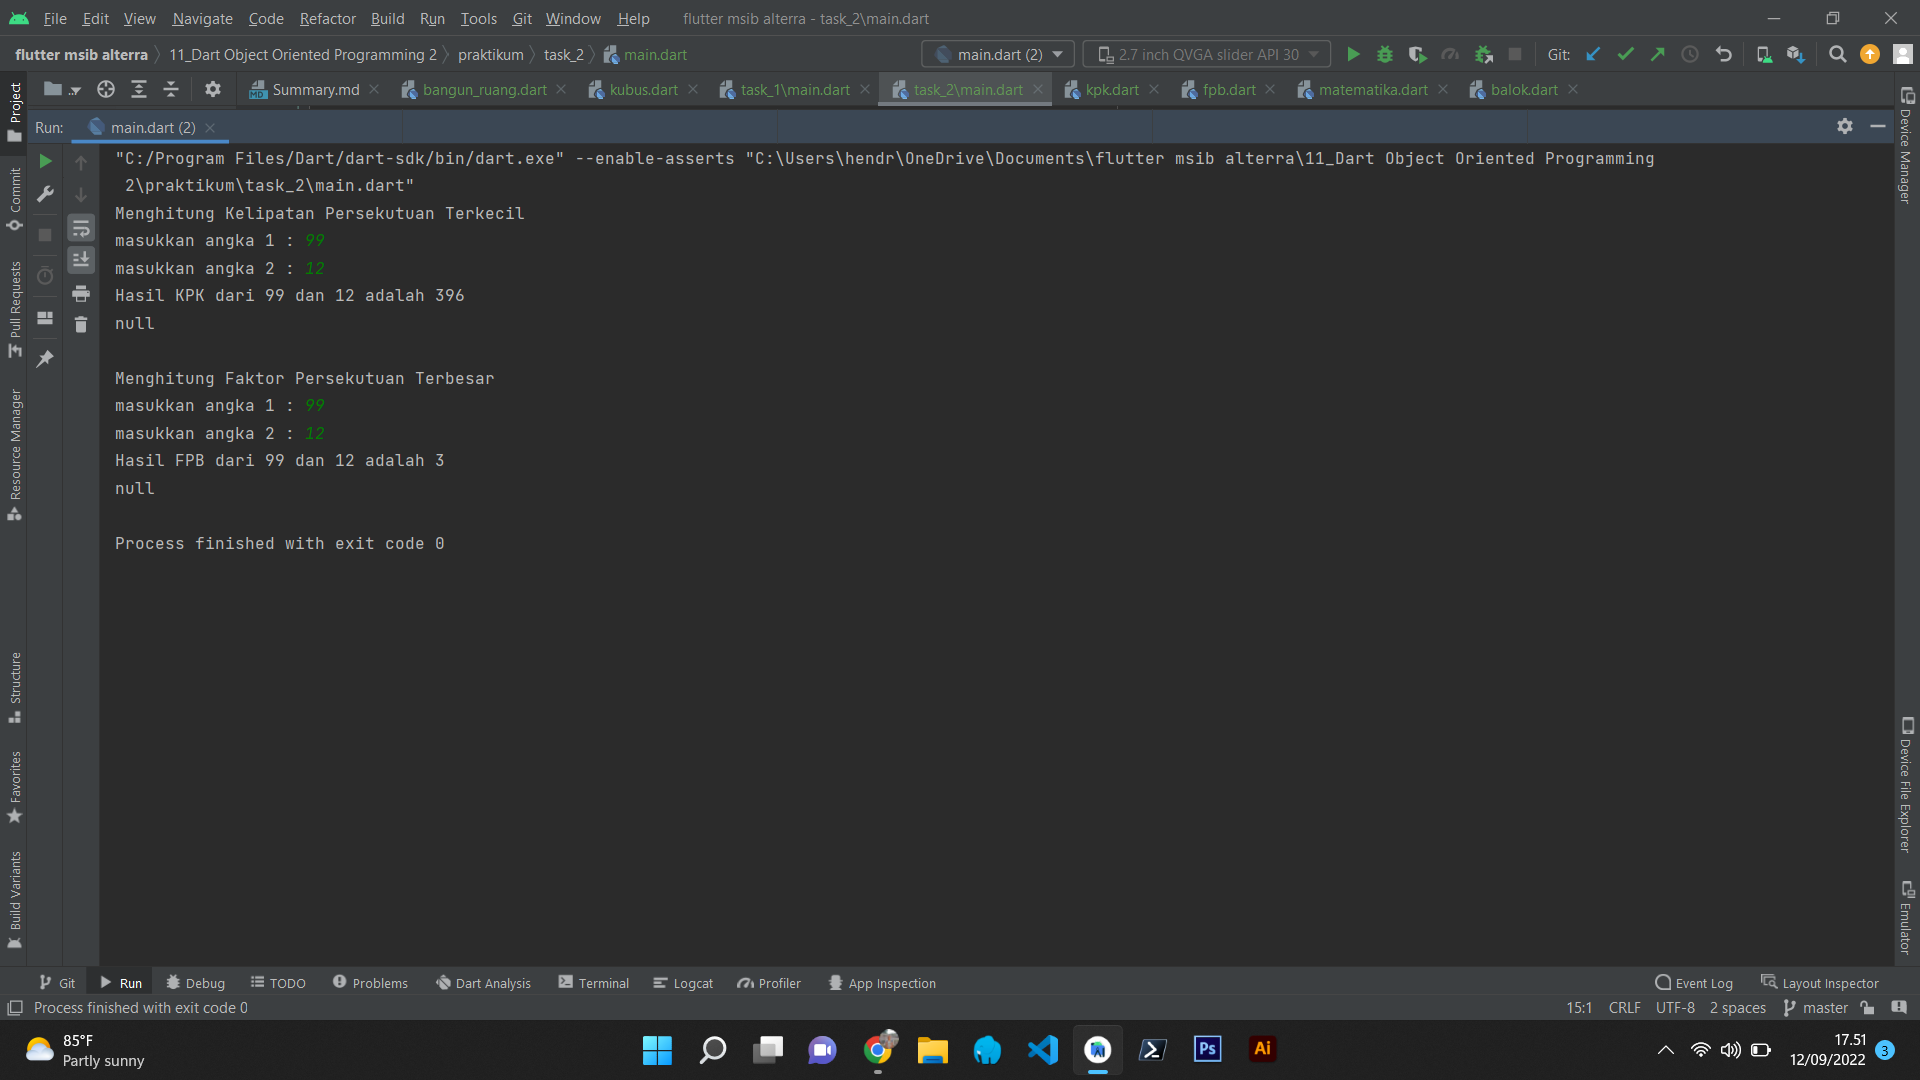 File Edit View Navigate Code Refactor Build Run Tools Git Window Help flutter msib alterra - task_2\main.dart
flutter msib alterra 11_Dart Object Oriented Programming 2 praktikum task_2 main.dart main.dart (2) 2.7 inch QVGA slider API 30 Git:
Summary.md bangun_ruang.dart kubus.dart task_1\main.dart task_2\main.dart kpk.dart fpb.dart matematika.dart balok.dart
Run: main.dart (2)
"C:/Program Files/Dart/dart-sdk/bin/dart.exe" --enable-asserts "C:\Users\hendr\OneDrive\Documents\flutter msib alterra\11_Dart Object Oriented Programming
2\praktikum\task_2\main.dart"
Menghitung Kelipatan Persekutuan Terkecil
masukkan angka 1 : 99
masukkan angka 2 : 12
Hasil KPK dari 99 dan 12 adalah 396
null
Menghitung Faktor Persekutuan Terbesar
masukkan angka 1 : 99
masukkan angka 2 : 12
Hasil FPB dari 99 dan 12 adalah 3
null
Process finished with exit code 0
Project
Commit
Pull Requests
Resource Manager
Structure
Favorites
Build Variants
Device Manager
Device File Explorer
Emulator
Git Run Debug TODO Problems Dart Analysis Terminal Logcat Profiler App Inspection Event Log Layout Inspector
Process finished with exit code 0 15:1 CRLF UTF-8 2 spaces master
85°F
Partly sunny
Ps
Ai
17.51
12/09/2022
3